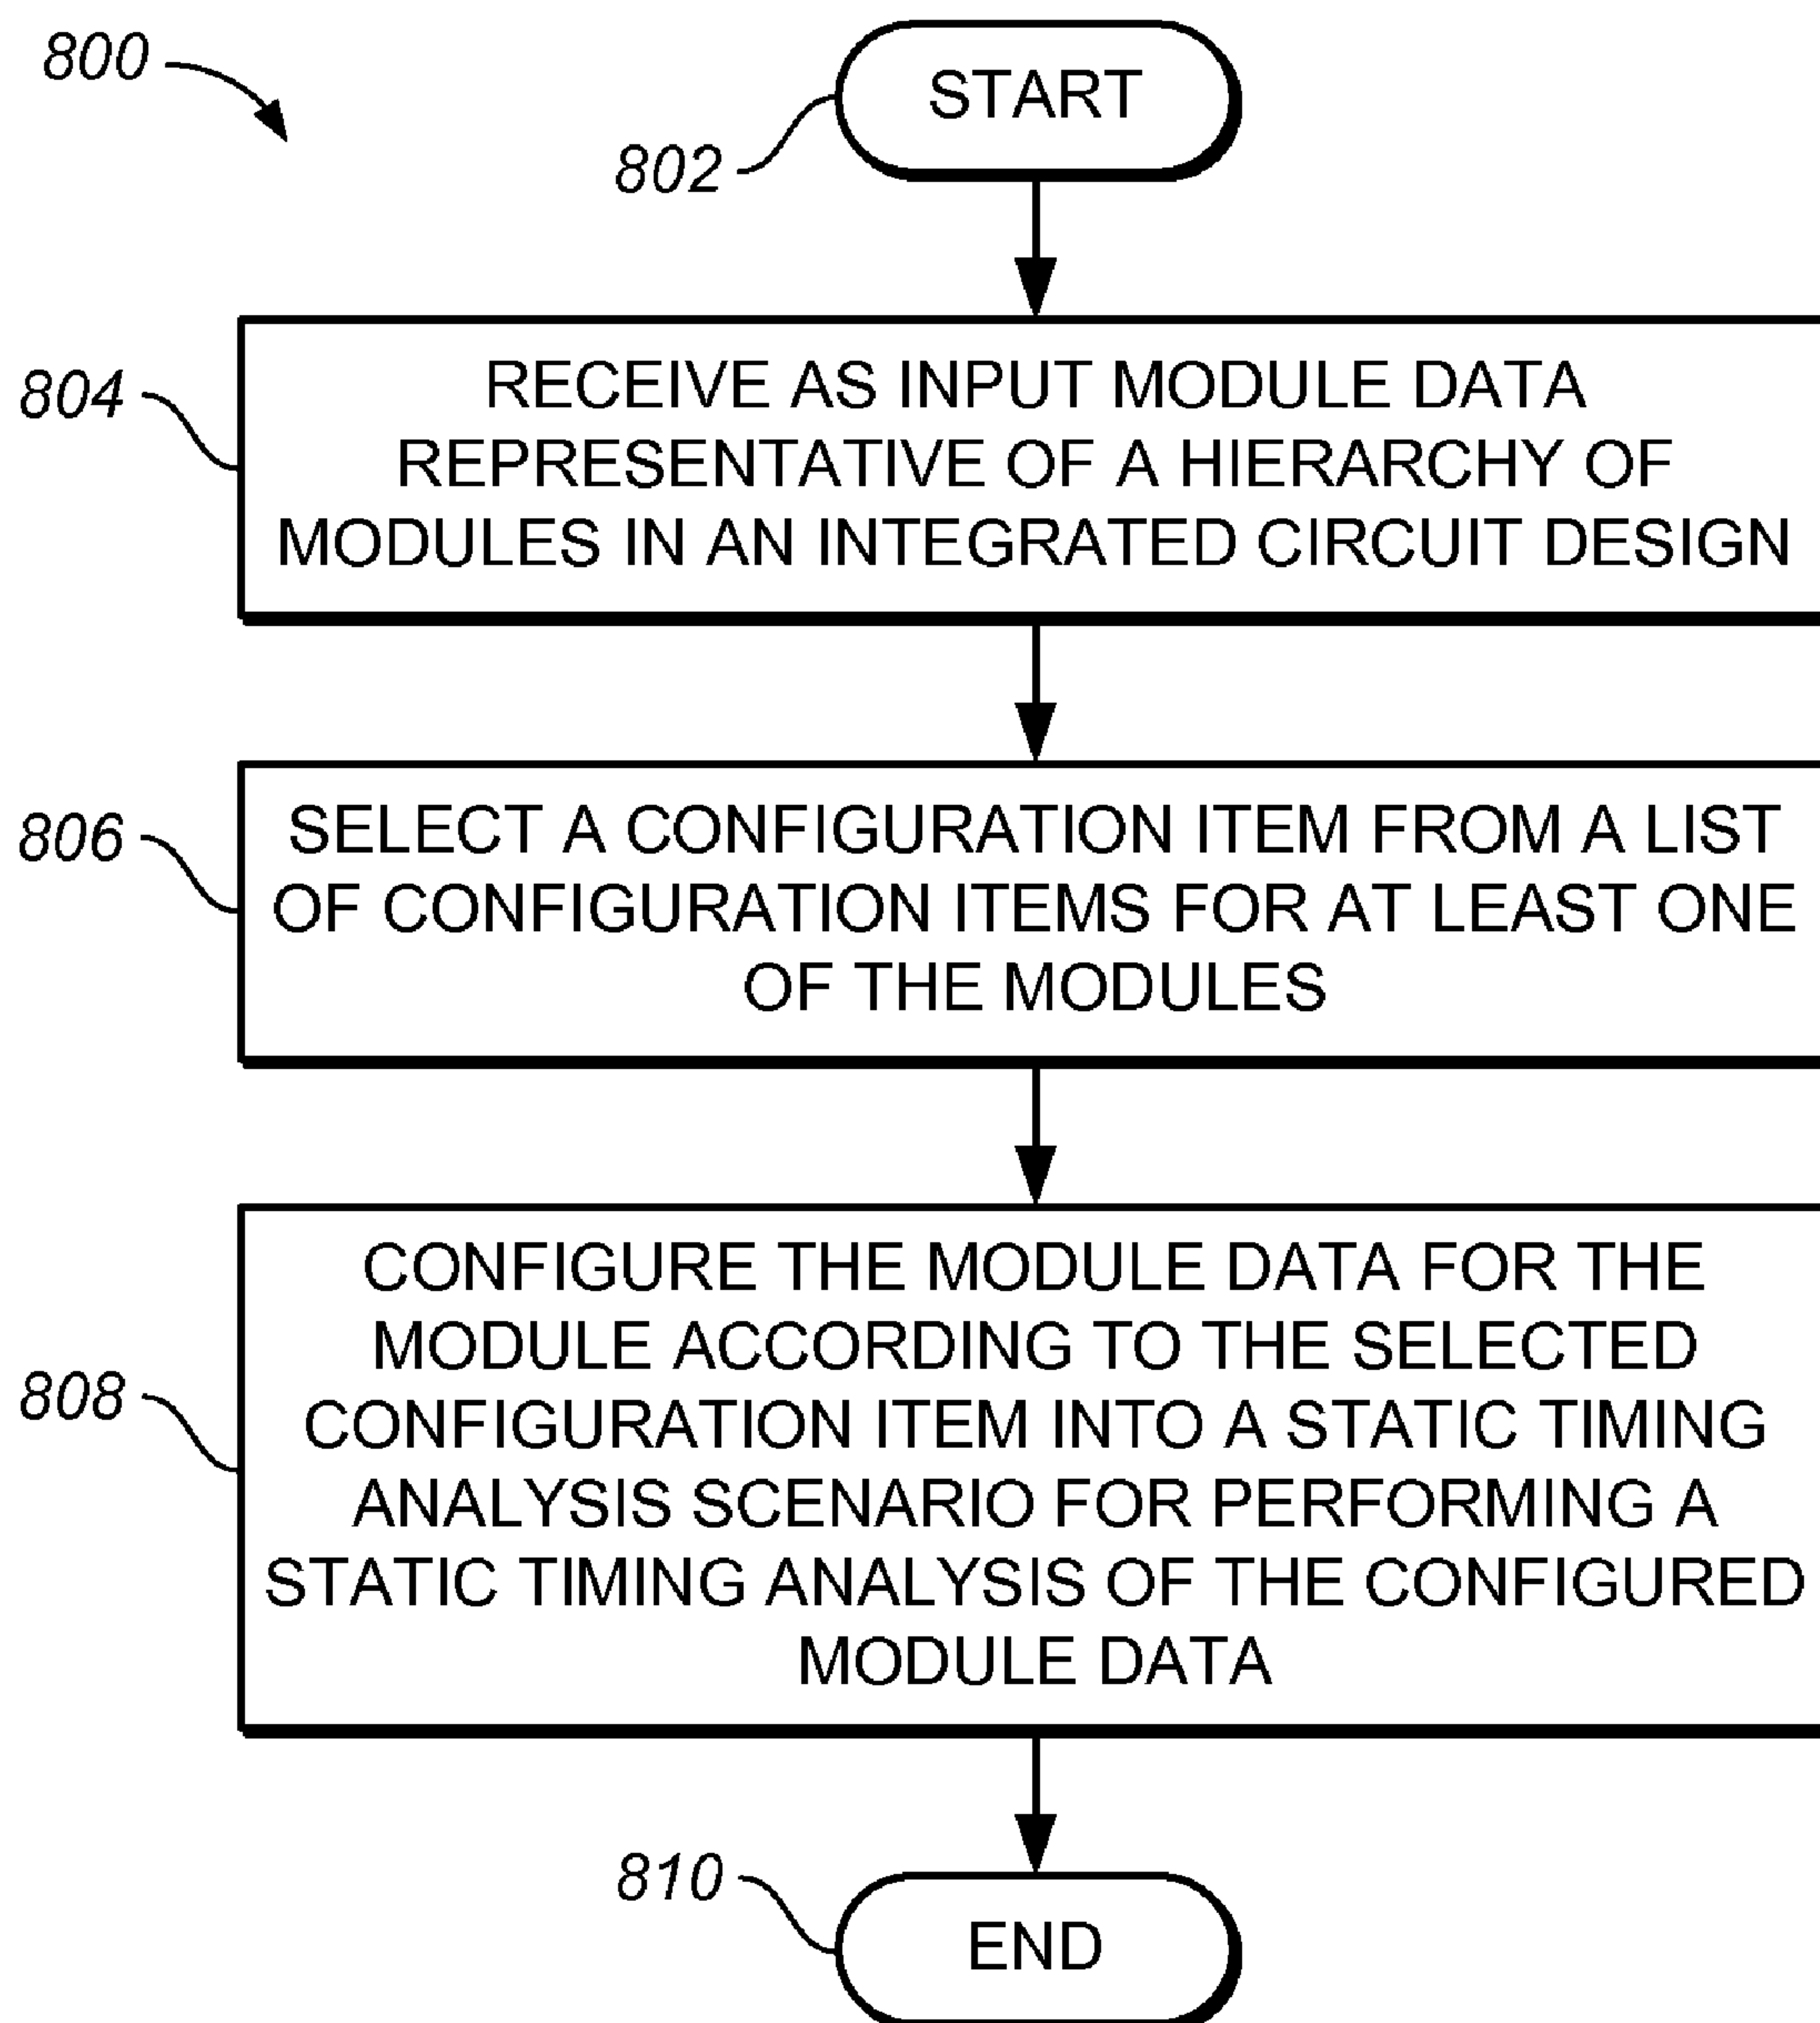 800
START
802
804
RECEIVE AS INPUT MODULE DATA
REPRESENTATIVE OF A HIERARCHY OF
MODULES IN AN INTEGRATED CIRCUIT DESIGN
806
SELECT A CONFIGURATION ITEM FROM A LIST
OF CONFIGURATION ITEMS FOR AT LEAST ONE
OF THE MODULES
808
CONFIGURE THE MODULE DATA FOR THE
MODULE ACCORDING TO THE SELECTED
CONFIGURATION ITEM INTO A STATIC TIMING
ANALYSIS SCENARIO FOR PERFORMING A
STATIC TIMING ANALYSIS OF THE CONFIGURED
MODULE DATA
810
END